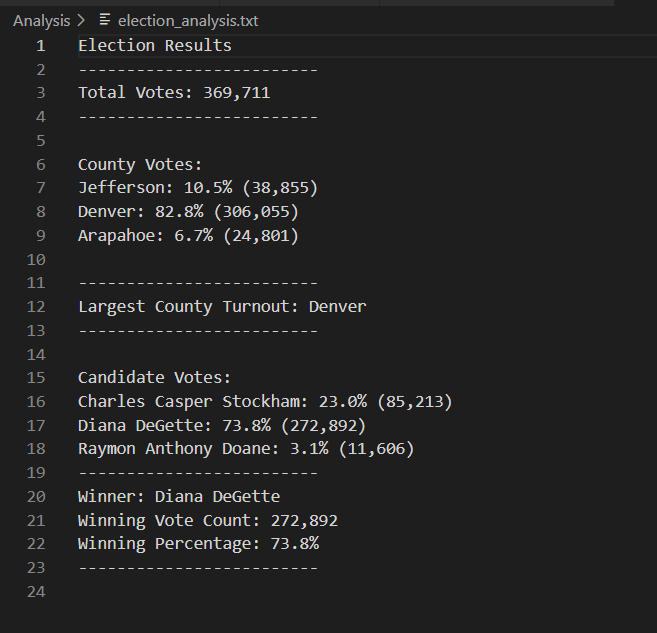 Analysis > election_analysis.txt
1 Election Results
2 -------------------------
3 Total Votes: 369,711
4 -------------------------
5
6 County Votes:
7 Jefferson: 10.5% (38,855)
8 Denver: 82.8% (306,055)
9 Arapahoe: 6.7% (24,801)
10
11 -------------------------
12 Largest County Turnout: Denver
13 -------------------------
14
15 Candidate Votes:
16 Charles Casper Stockham: 23.0% (85,213)
17 Diana DeGette: 73.8% (272,892)
18 Raymon Anthony Doane: 3.1% (11,606)
19 -------------------------
20 Winner: Diana DeGette
21 Winning Vote Count: 272,892
22 Winning Percentage: 73.8%
23 -------------------------
24